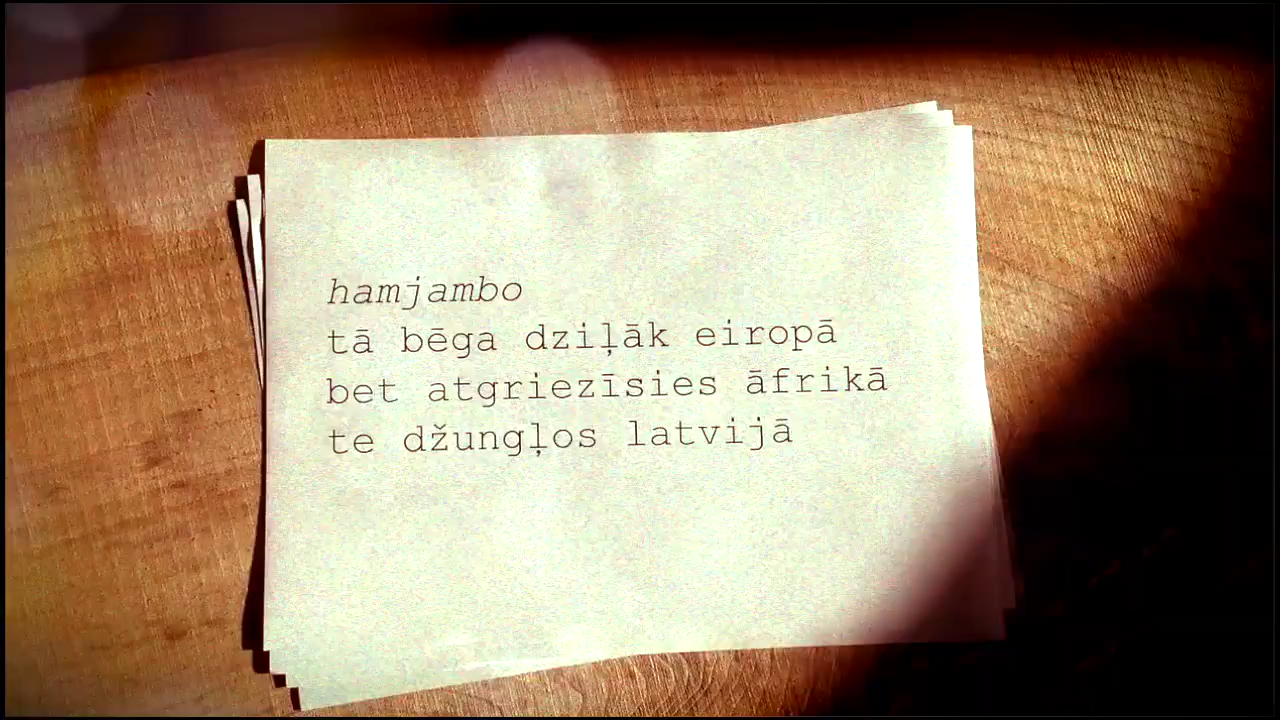 hamjambo
tā bēga dziļāk eiropā
bet atgriezīsies āfrikā
te džungļos latvijā